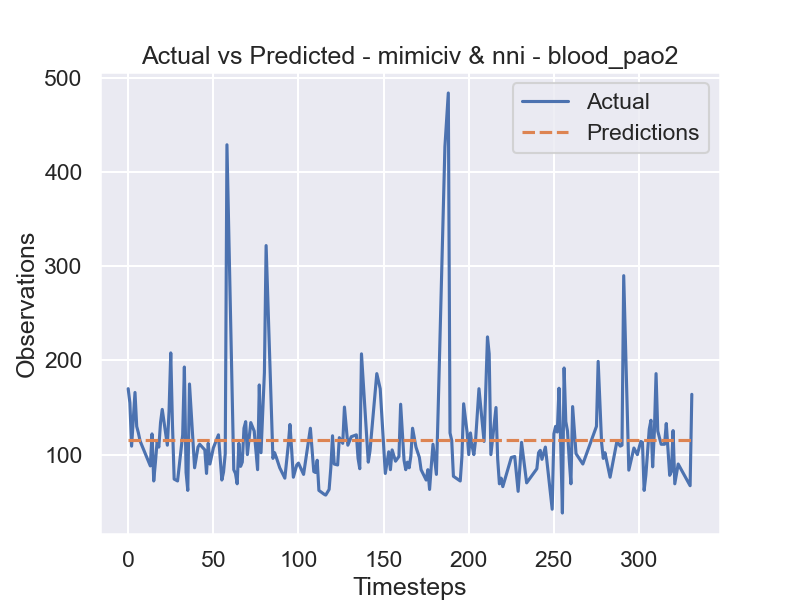 Actual vs Predicted - mimiciv & nni - blood_pao2
500
400
300
200
100
Observations
Actual
Predictions
0 50 100 150 200 250 300
Timesteps